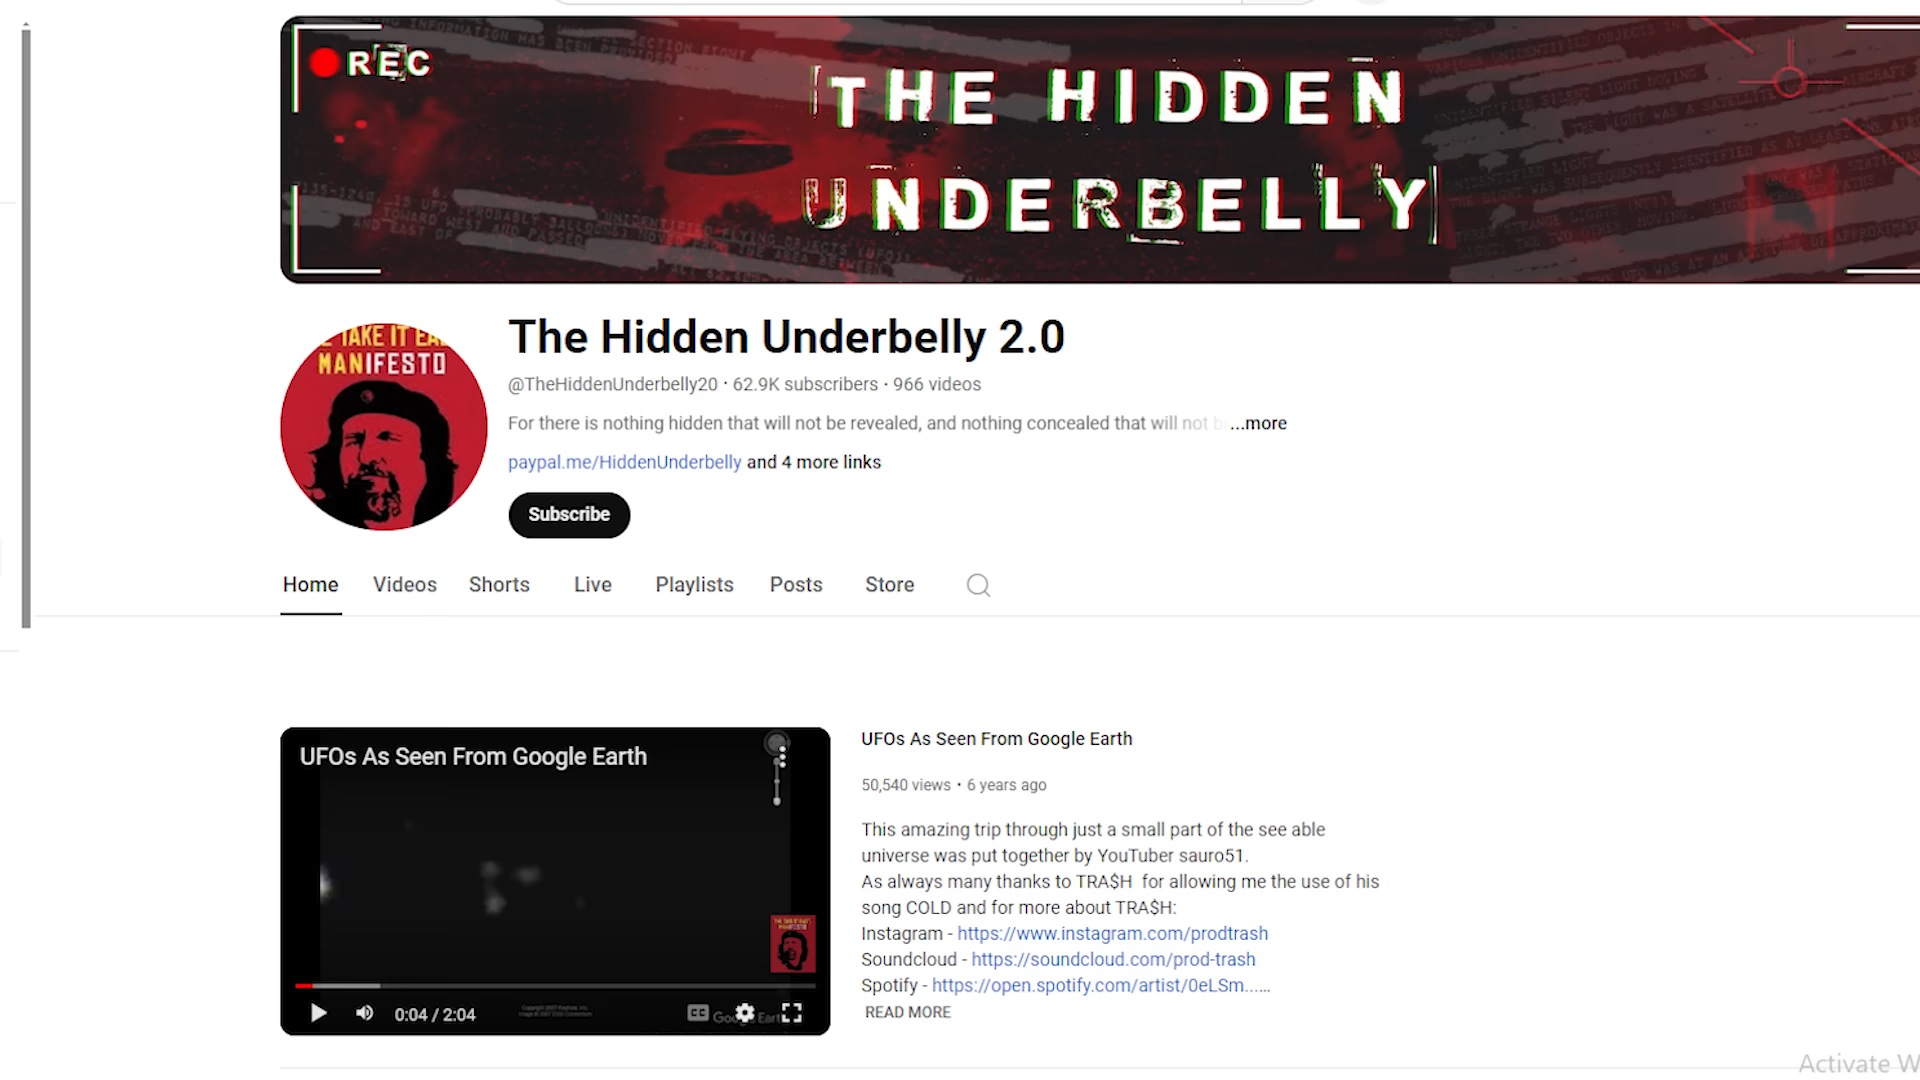 REC
THE HIDDEN
UNDERBELLY
MANIFESTO
The Hidden Underbelly 2.0
@TheHiddenUnderbelly20 · 62.9K subscribers · 966 videos
For there is nothing hidden that will not be revealed, and nothing concealed that will not ...more
paypal.me/HiddenUnderbelly and 4 more links
Subscribe
Home Videos Shorts Live Playlists Posts Store
UFOs As Seen From Google Earth
0:04 / 2:04
CC
UFOs As Seen From Google Earth
50,540 views • 6 years ago
This amazing trip through just a small part of the see able
universe was put together by YouTuber sauro51.
As always many thanks to TRA$H for allowing me the use of his
song COLD and for more about TRA$H:
Instagram - https://www.instagram.com/prodtrash
Soundcloud - https://soundcloud.com/prod-trash
Spotify - https://open.spotify.com/artist/0eLSm......
READ MORE
Activate W